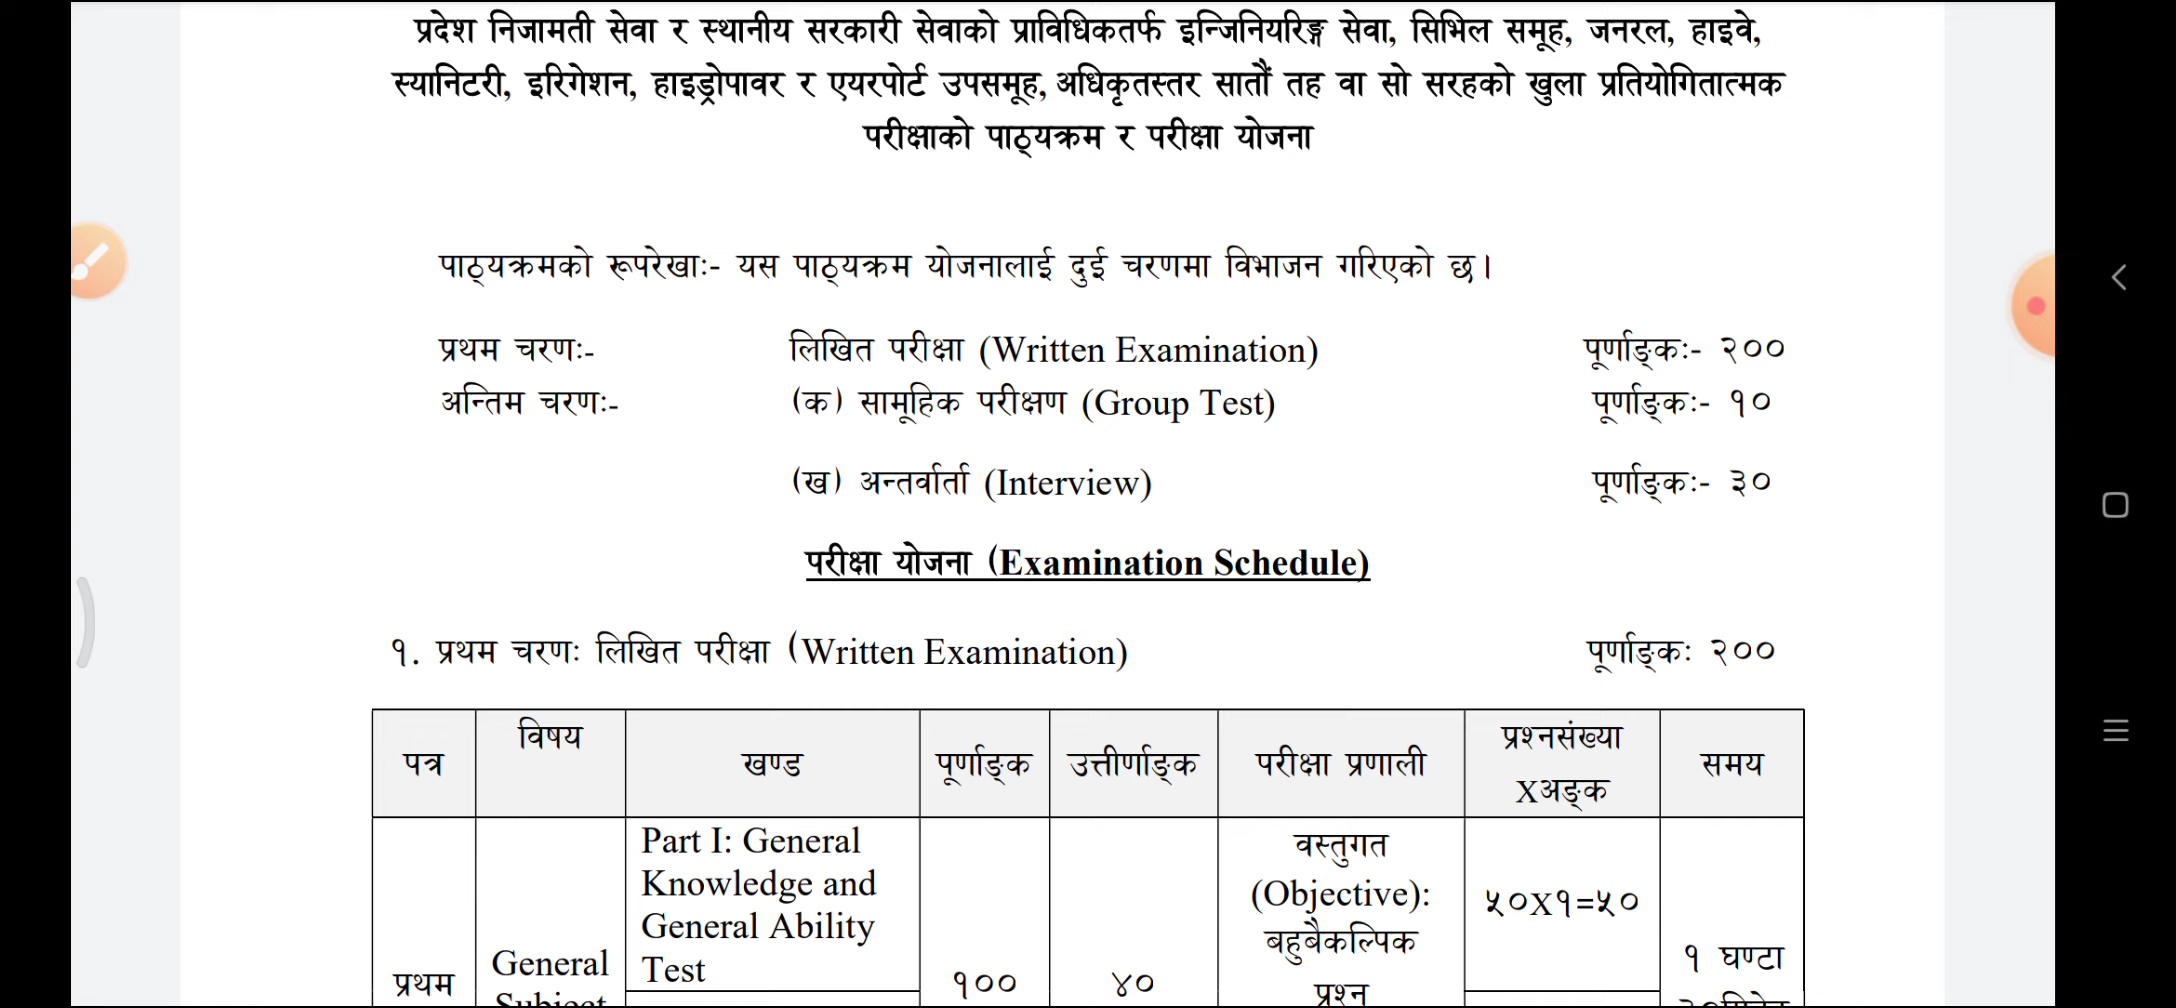 प्रदेश निजामती सेवा र स्थानीय सरकारी सेवाको प्राविधिकतर्फ इन्जिनियरिङ्ग सेवा, सिभिल समूह, जनरल, हाइवे,
स्यानिटरी, इरिगेशन, हाइड्रोपावर र एयरपोर्ट उपसमूह, अधिकृतस्तर सातौं तह वा सो सरहको खुला प्रतियोगितात्मक
परीक्षाको पाठ्यक्रम र परीक्षा योजना
पाठ्यक्रमको रूपरेखाः- यस पाठ्यक्रम योजनालाई दुई चरणमा विभाजन गरिएको छ।
प्रथम चरणः- लिखित परीक्षा (Written Examination) पूर्णाङ्कः- २००
अन्तिम चरणः- (क) सामूहिक परीक्षण (Group Test) पूर्णाङ्कः- १०
(ख) अन्तर्वार्ता (Interview) पूर्णाङ्कः- ३०
परीक्षा योजना (Examination Schedule)
१. प्रथम चरणः लिखित परीक्षा (Written Examination) पूर्णाङ्कः २००
पत्र विषय खण्ड पूर्णाङ्क उत्तीर्णाङ्क परीक्षा प्रणाली प्रश्नसंख्या समय
Xअङ्क
Part I: General वस्तुगत
Knowledge and (Objective): ५०X१=५०
General Ability बहुबैकल्पिक
प्रथम General Test १०० ४० प्रश्न १ घण्टा
Subject